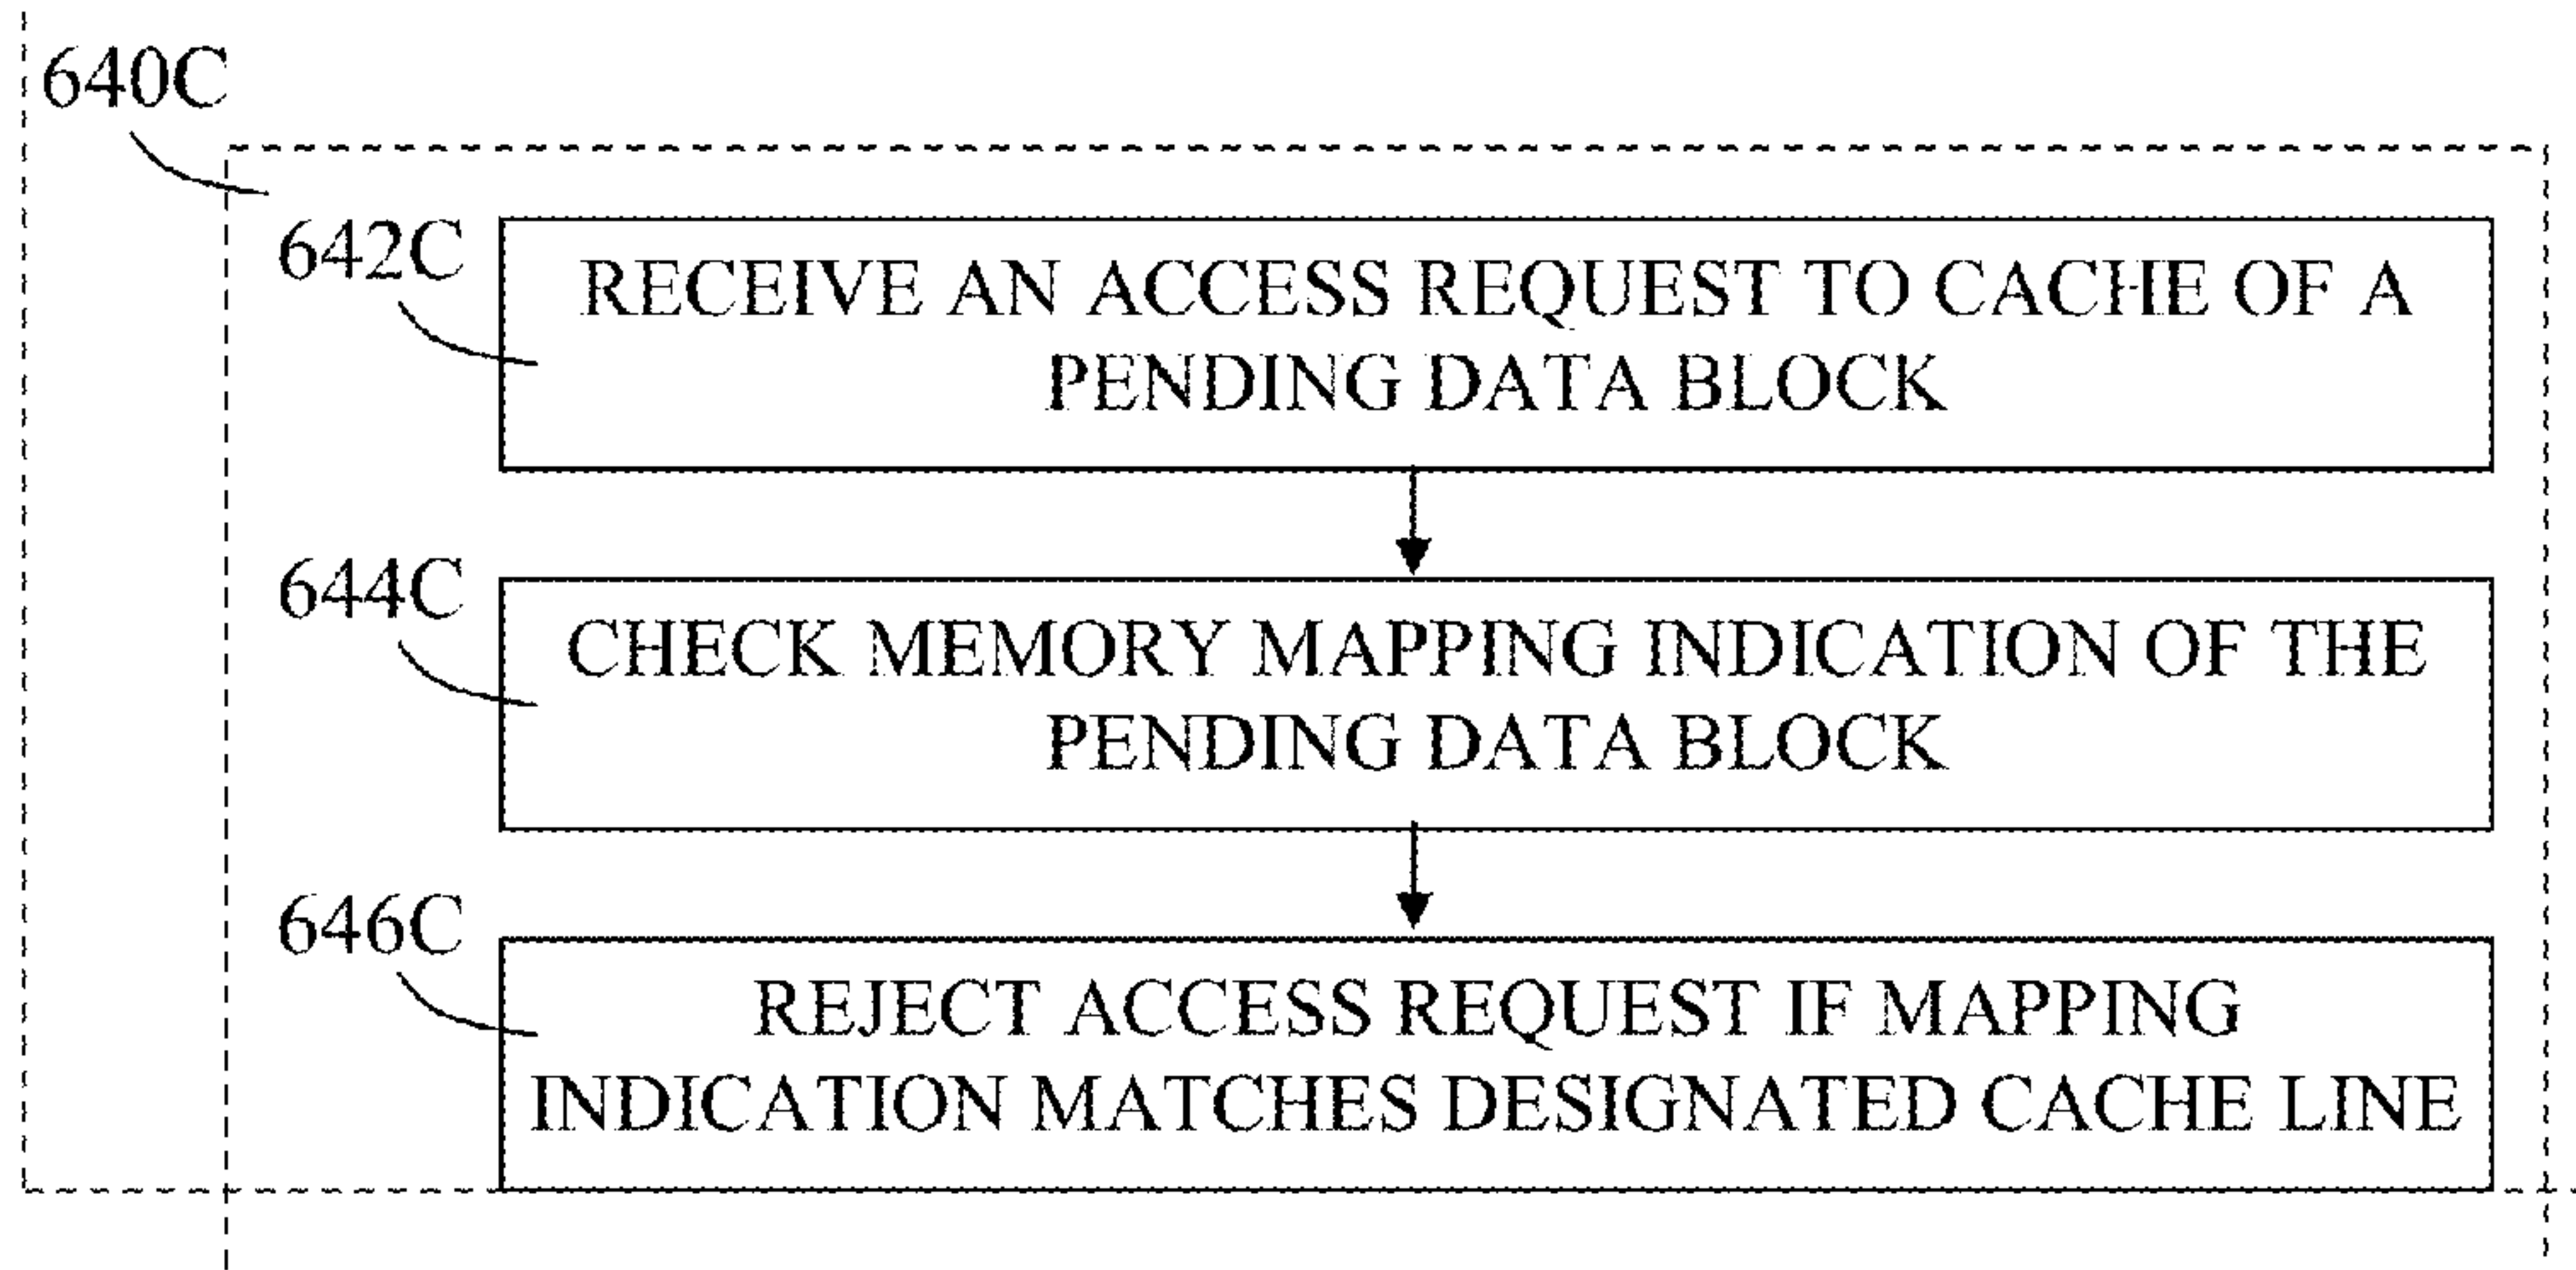 640C
642C
RECEIVE AN ACCESS REQUEST TO CACHE OF A
PENDING DATA BLOCK
644C
CHECK MEMORY MAPPING INDICATION OF THE
PENDING DATA BLOCK
646C
REJECT ACCESS REQUEST IF MAPPING
INDICATION MATCHES DESIGNATED CACHE LINE